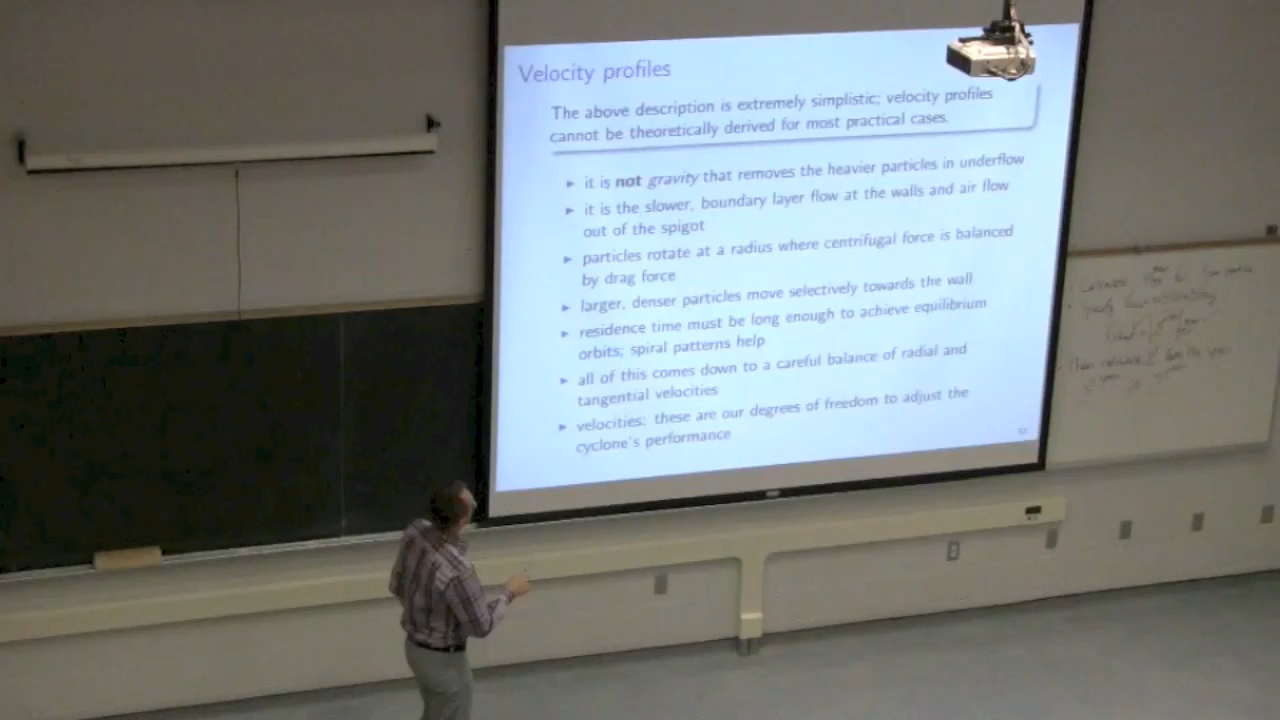 Velocity profiles
The above description is extremely simplistic; velocity profiles
cannot be theoretically derived for most practical cases.
▶ it is not gravity that removes the heavier particles in underflow
▶ it is the slower, boundary layer flow at the walls and air flow
out of the spigot
▶ particles rotate at a radius where centrifugal force is balanced
by drag force
▶ larger, denser particles move selectively towards the wall
▶ residence time must be long enough to achieve equilibrium
orbits; spiral patterns help
▶ all of this comes down to a careful balance of radial and
tangential velocities
▶ velocities: these are our degrees of freedom to adjust the
cyclone's performance